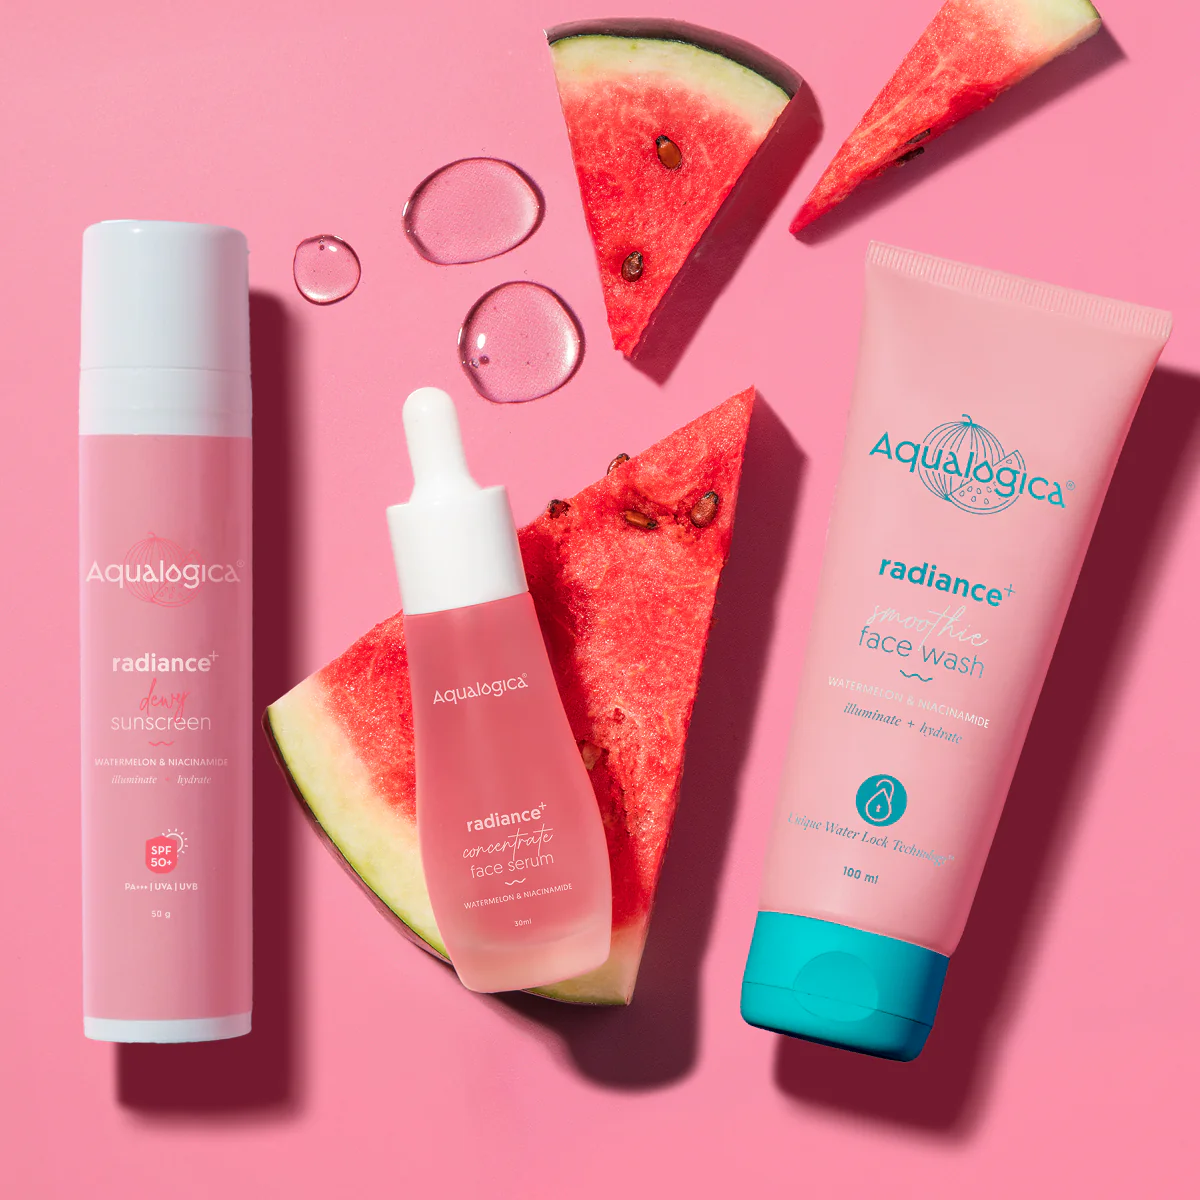 Aqualogica®
radiance+
dewy
sunscreen
WATERMELON & NIACINAMIDE
illuminate + hydrate
SPF
50+
PA+++ | UVA | UVB
50 g
Aqualogica®
radiance+
concentrate
face serum
WATERMELON & NIACINAMIDE
30ml
Aqualogica®
radiance+
smoothie
face wash
WATERMELON & NIACINAMIDE
illuminate + hydrate
Unique Water Lock Technology™
100 ml